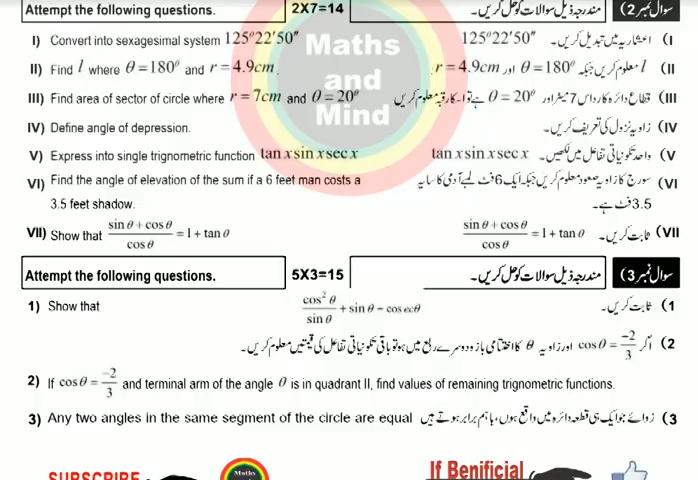 Attempt the following questions. 2X7=14 مندرجہ ذیل سوالات کو حل کریں۔ سوال نمبر 2)
I) Convert into sexagesimal system 125°22'50" 125°22'50" اعشاریہ میں تبدیل کریں۔ (I
II) Find l where θ=180° and r = 4.9cm. l معلوم کریں جبکہ θ=180° اور r = 4.9cm. (II
III) Find area of sector of circle where r = 7cm and θ=20° قطاع دائرہ کا رداس 7 میٹر اور θ=20° ہے تو اسکا رقبہ معلوم کریں (III
IV) Define angle of depression. زاویہ نزول کی تعریف کریں۔ (IV
V) Express into single trignometric function tan x sin x sec x tan x sin x sec x واحد تکونیاتی تفاعل میں لکھیں۔ (V
VI) Find the angle of elevation of the sum if a 6 feet man costs a سورج کا زاویہ صعود معلوم کریں جبکہ ایک 6 فٹ لمبے آدمی کا سایہ (VI
3.5 feet shadow. 3.5 فٹ ہے۔
VII) Show that (sin θ + cos θ)/cos θ = 1 + tan θ (sin θ + cos θ)/cos θ = 1 + tan θ ثابت کریں۔ (VII
Maths
and
Mind
Attempt the following questions. 5X3=15 مندرجہ ذیل سوالات کو حل کریں۔ سوال نمبر 3)
1) Show that cos² θ/sin θ + sin θ = cosecθ ثابت کریں۔ (1
2) اگر cos θ = -2/3 اور زاویہ θ کا اختتامی بازو دوسرے ربع میں ہو تو باقی تکونیاتی تفاعل کی قیمتیں معلوم کریں۔
2) If cos θ = -2/3 and terminal arm of the angle θ is in quadrant II, find values of remaining trignometric functions.
3) Any two angles in the same segment of the circle are equal زوائے جو ایک ہی قطعہ دائرہ میں واقع ہوں، باہم برابر ہوتے ہیں (3
SUBSCRIBE Maths If Benificial